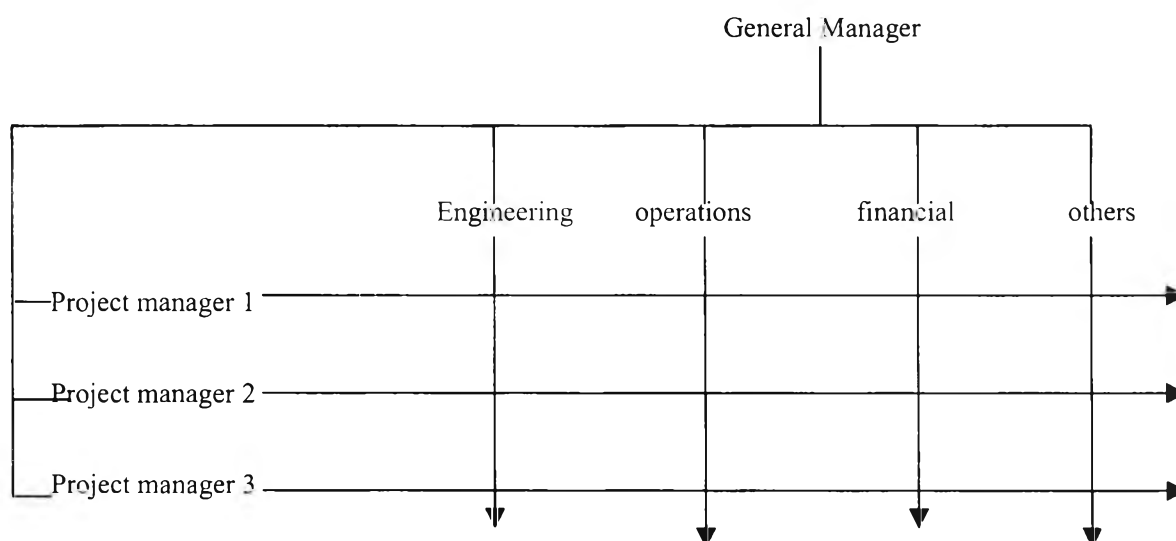 General Manager
Engineering operations financial others
Project manager 1
Project manager 2
Project manager 3